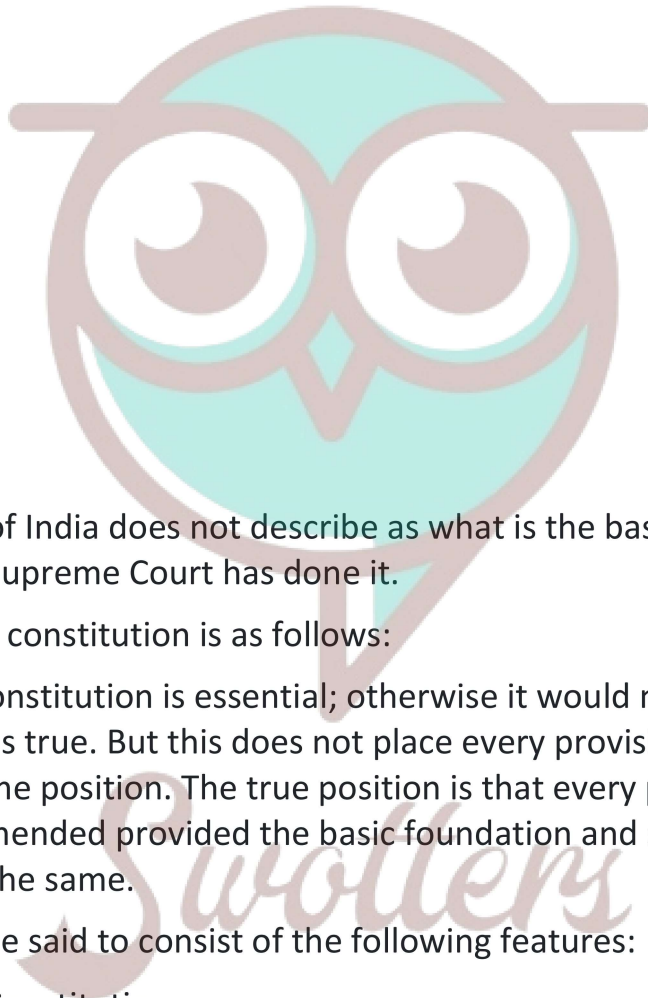 of India does not describe as what is the bas
upreme Court has done it.
constitution is as follows:
onstitution is essential; otherwise it would
s true. But this does not place every provis
he position. The true position is that every
mended provided the basic foundation and
he same.
e said to consist of the following features:
Swotters